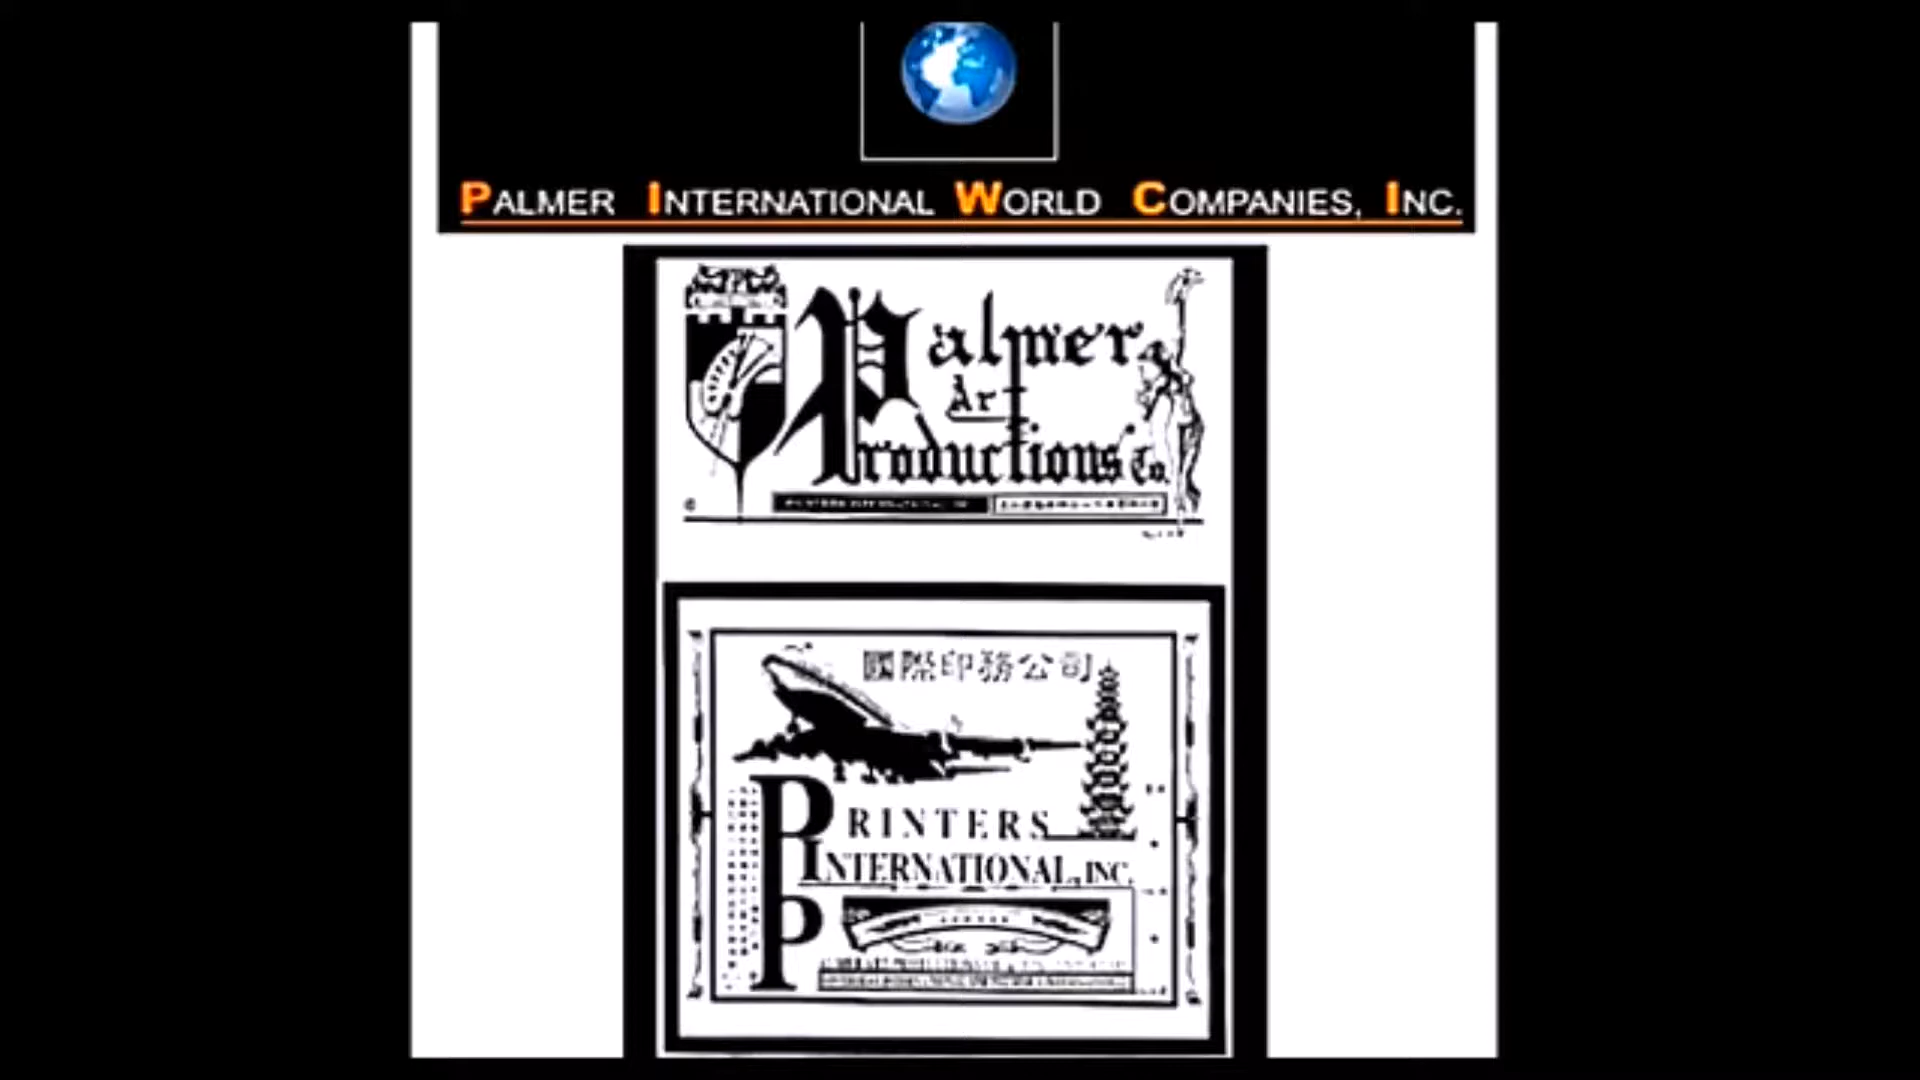 PALMER INTERNATIONAL WORLD COMPANIES, INC.
Palmer
Art
Productions Co.
國際印務公司
PRINTERS
INTERNATIONAL, INC.
P